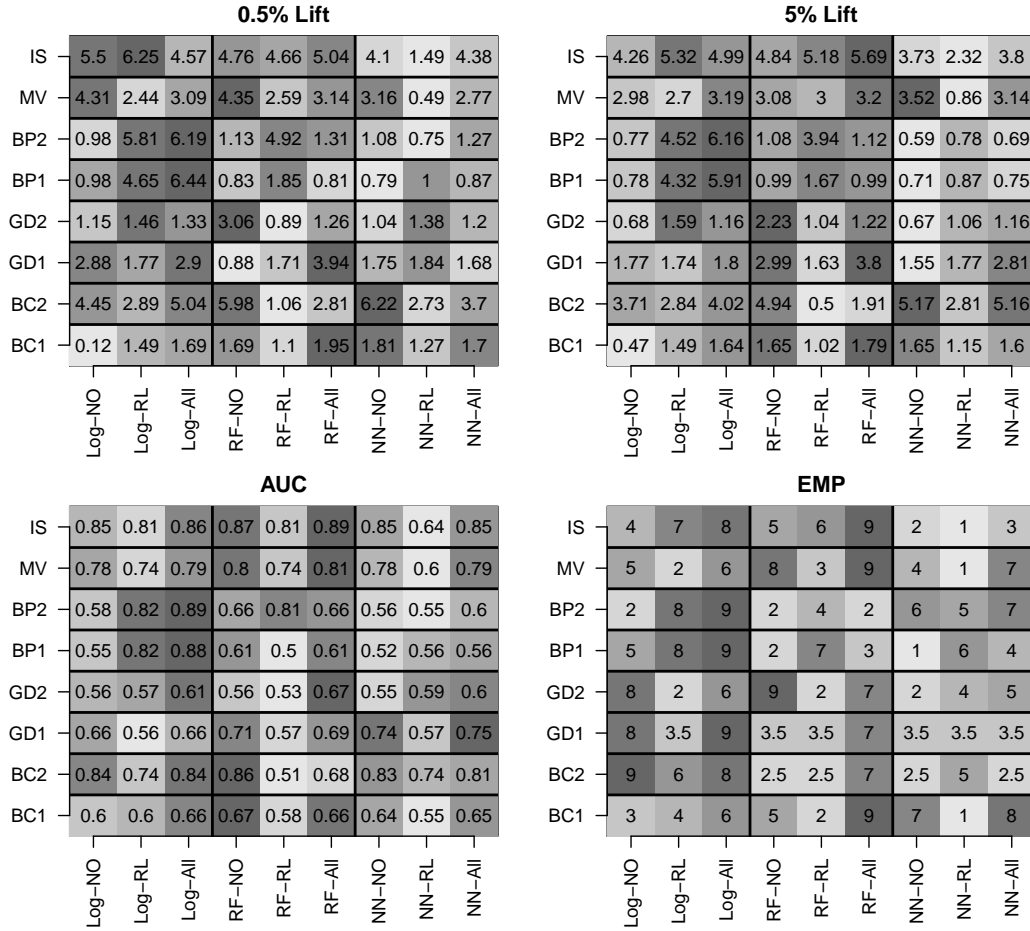 0.5% Lift
IS 5.5 6.25 4.57 4.76 4.66 5.04 4.1 1.49 4.38
MV 4.31 2.44 3.09 4.35 2.59 3.14 3.16 0.49 2.77
BP2 0.98 5.81 6.19 1.13 4.92 1.31 1.08 0.75 1.27
BP1 0.98 4.65 6.44 0.83 1.85 0.81 0.79 1 0.87
GD2 1.15 1.46 1.33 3.06 0.89 1.26 1.04 1.38 1.2
GD1 2.88 1.77 2.9 0.88 1.71 3.94 1.75 1.84 1.68
BC2 4.45 2.89 5.04 5.98 1.06 2.81 6.22 2.73 3.7
BC1 0.12 1.49 1.69 1.69 1.1 1.95 1.81 1.27 1.7
Log−NO Log−RL Log−All RF−NO RF−RL RF−All NN−NO NN−RL NN−All
5% Lift
IS 4.26 5.32 4.99 4.84 5.18 5.69 3.73 2.32 3.8
MV 2.98 2.7 3.19 3.08 3 3.2 3.52 0.86 3.14
BP2 0.77 4.52 6.16 1.08 3.94 1.12 0.59 0.78 0.69
BP1 0.78 4.32 5.91 0.99 1.67 0.99 0.71 0.87 0.75
GD2 0.68 1.59 1.16 2.23 1.04 1.22 0.67 1.06 1.16
GD1 1.77 1.74 1.8 2.99 1.63 3.8 1.55 1.77 2.81
BC2 3.71 2.84 4.02 4.94 0.5 1.91 5.17 2.81 5.16
BC1 0.47 1.49 1.64 1.65 1.02 1.79 1.65 1.15 1.6
Log−NO Log−RL Log−All RF−NO RF−RL RF−All NN−NO NN−RL NN−All
AUC
IS 0.85 0.81 0.86 0.87 0.81 0.89 0.85 0.64 0.85
MV 0.78 0.74 0.79 0.8 0.74 0.81 0.78 0.6 0.79
BP2 0.58 0.82 0.89 0.66 0.81 0.66 0.56 0.55 0.6
BP1 0.55 0.82 0.88 0.61 0.5 0.61 0.52 0.56 0.56
GD2 0.56 0.57 0.61 0.56 0.53 0.67 0.55 0.59 0.6
GD1 0.66 0.56 0.66 0.71 0.57 0.69 0.74 0.57 0.75
BC2 0.84 0.74 0.84 0.86 0.51 0.68 0.83 0.74 0.81
BC1 0.6 0.6 0.66 0.67 0.58 0.66 0.64 0.55 0.65
Log−NO Log−RL Log−All RF−NO RF−RL RF−All NN−NO NN−RL NN−All
EMP
IS 4 7 8 5 6 9 2 1 3
MV 5 2 6 8 3 9 4 1 7
BP2 2 8 9 2 4 2 6 5 7
BP1 5 8 9 2 7 3 1 6 4
GD2 8 2 6 9 2 7 2 4 5
GD1 8 3.5 9 3.5 3.5 7 3.5 3.5 3.5
BC2 9 6 8 2.5 2.5 7 2.5 5 2.5
BC1 3 4 6 5 2 9 7 1 8
Log−NO Log−RL Log−All RF−NO RF−RL RF−All NN−NO NN−RL NN−All